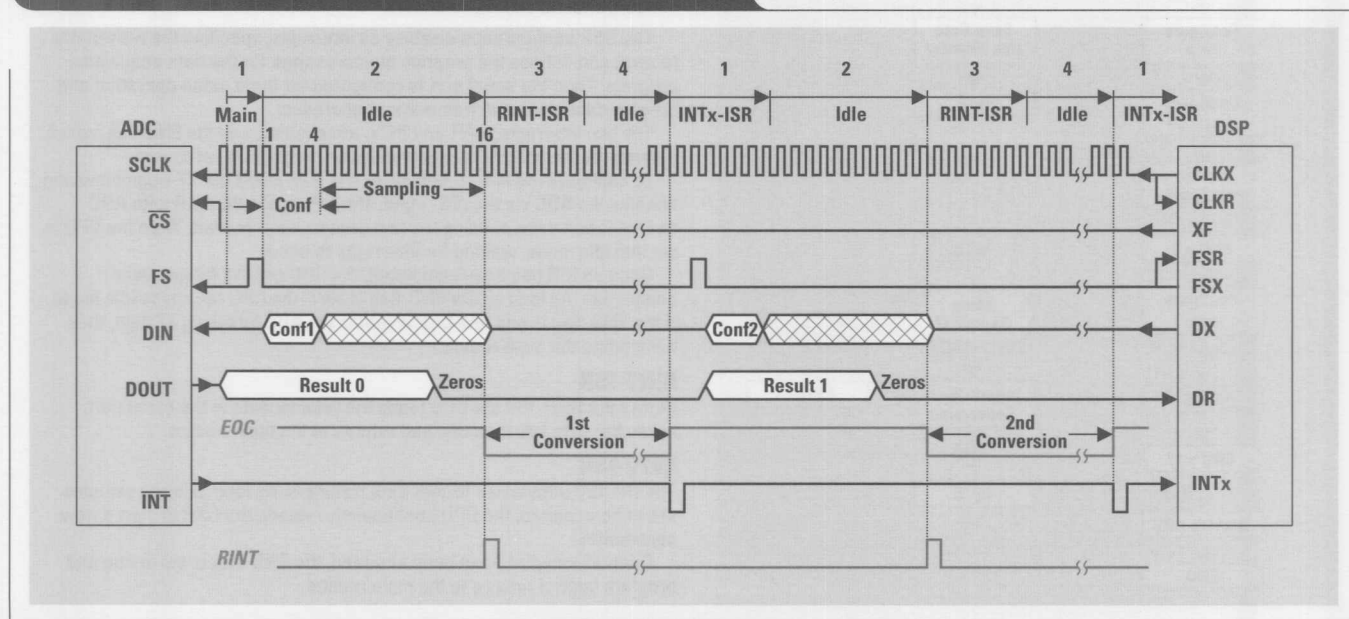 1 2 3 4 1 2 3 4 1
Main Idle RINT-ISR Idle INTx-ISR Idle RINT-ISR Idle INTx-ISR
ADC DSP
1 4 16
SCLK CLKX
Sampling
Conf CLKR
CS XF
FS FSR
FSX
DIN Conf1 Conf2 DX
DOUT Result 0 Zeros Result 1 Zeros DR
EOC 1st Conversion 2nd Conversion
INT INTx
RINT